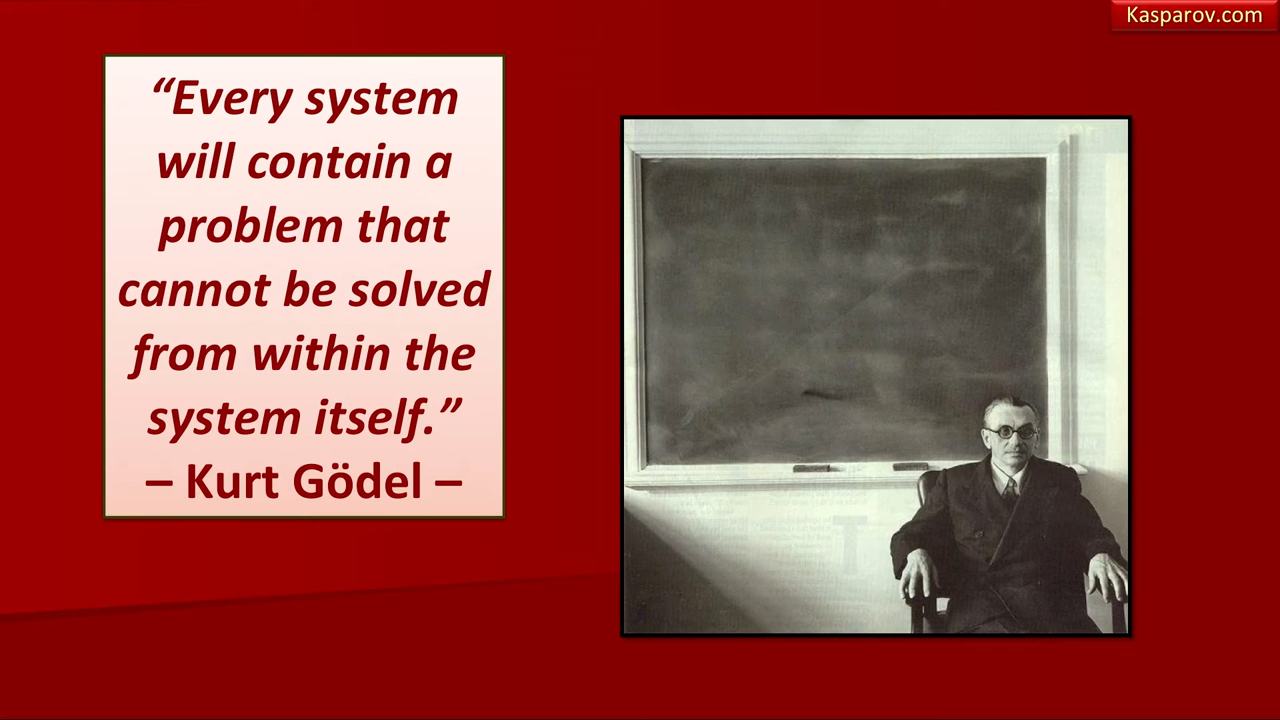 Kasparov.com
“Every system
will contain a
problem that
cannot be solved
from within the
system itself.”
– Kurt Gödel –